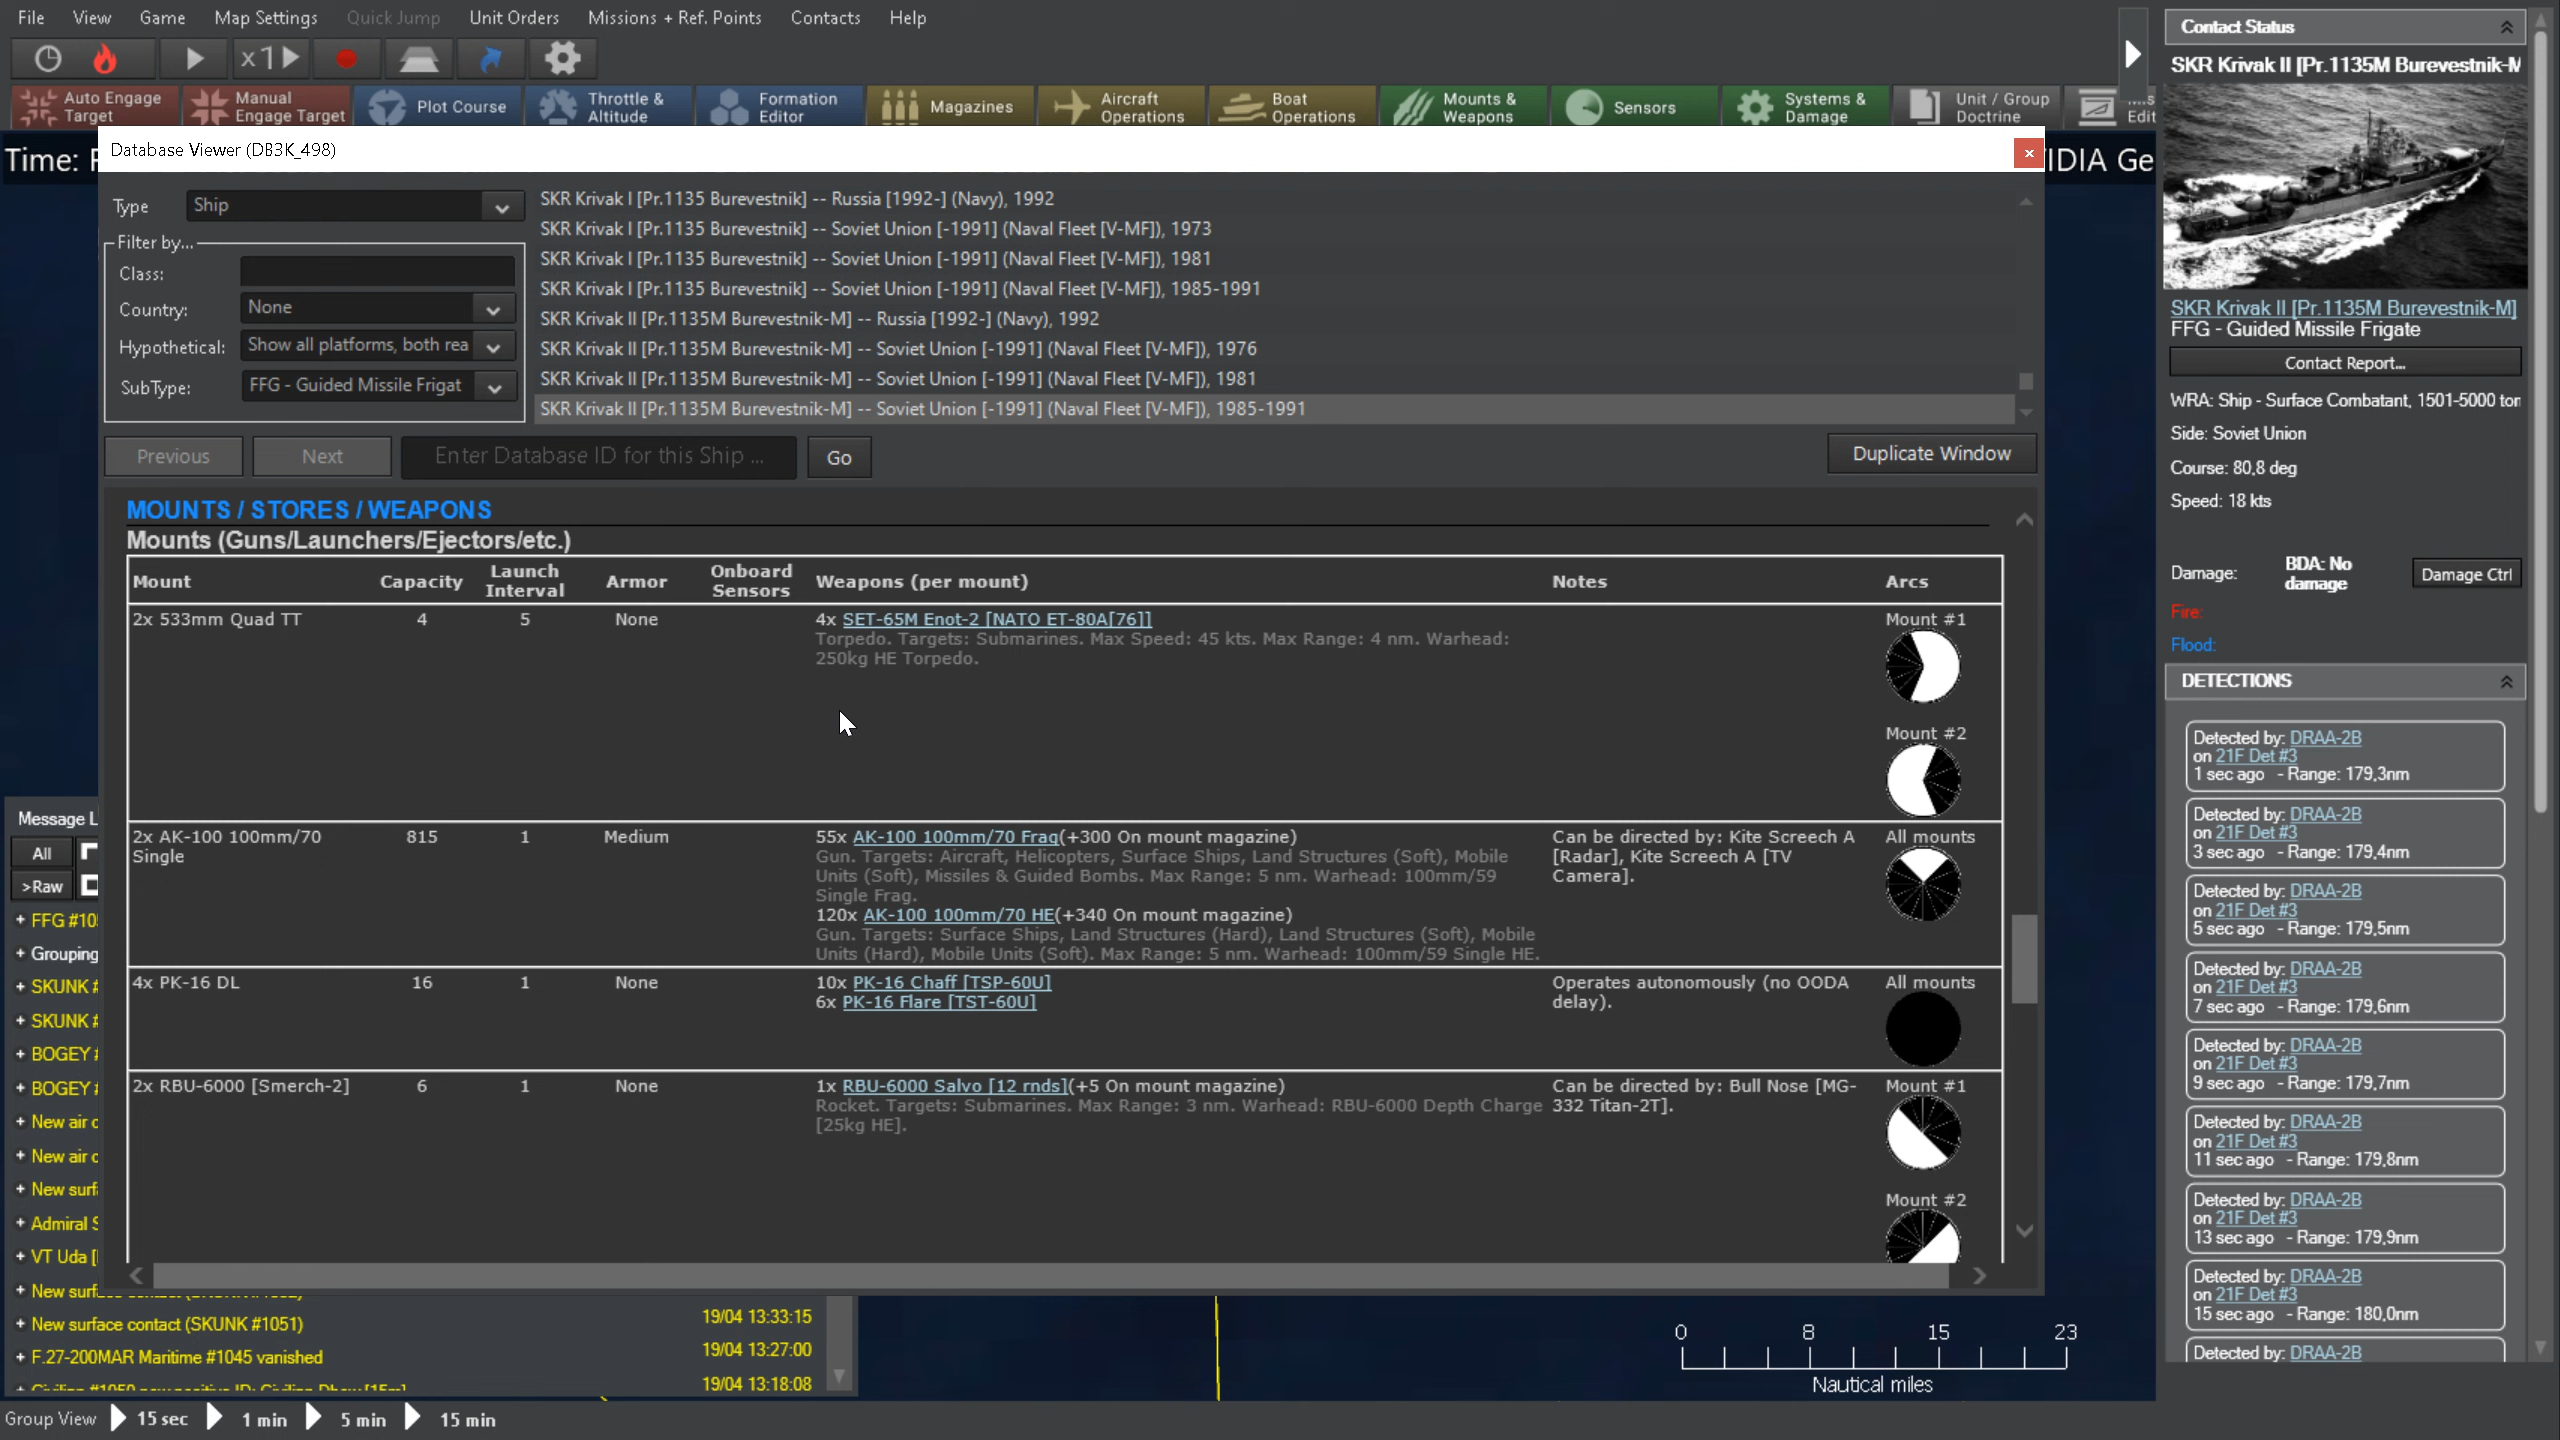 File View Game Map Settings Quick Jump Unit Orders Missions + Ref. Points Contacts Help
x1
Auto Engage Target
Manual Engage Target
Plot Course
Throttle & Altitude
Formation Editor
Magazines
Aircraft Operations
Boat Operations
Mounts & Weapons
Sensors
Systems & Damage
Unit / Group Doctrine
Edit
Time:
IDIA Ge
Database Viewer (DB3K_498)
Type
Ship
Filter by...
Class:
Country:
None
Hypothetical:
Show all platforms, both rea
SubType:
FFG - Guided Missile Frigat
SKR Krivak I [Pr.1135 Burevestnik] -- Russia [1992-] (Navy), 1992
SKR Krivak I [Pr.1135 Burevestnik] -- Soviet Union [-1991] (Naval Fleet [V-MF]), 1973
SKR Krivak I [Pr.1135 Burevestnik] -- Soviet Union [-1991] (Naval Fleet [V-MF]), 1981
SKR Krivak I [Pr.1135 Burevestnik] -- Soviet Union [-1991] (Naval Fleet [V-MF]), 1985-1991
SKR Krivak II [Pr.1135M Burevestnik-M] -- Russia [1992-] (Navy), 1992
SKR Krivak II [Pr.1135M Burevestnik-M] -- Soviet Union [-1991] (Naval Fleet [V-MF]), 1976
SKR Krivak II [Pr.1135M Burevestnik-M] -- Soviet Union [-1991] (Naval Fleet [V-MF]), 1981
SKR Krivak II [Pr.1135M Burevestnik-M] -- Soviet Union [-1991] (Naval Fleet [V-MF]), 1985-1991
Previous
Next
Enter Database ID for this Ship ...
Go
Duplicate Window
MOUNTS / STORES / WEAPONS
Mounts (Guns/Launchers/Ejectors/etc.)
Mount Capacity Launch Interval Armor Onboard Sensors Weapons (per mount) Notes Arcs
2x 533mm Quad TT 4 5 None 4x SET-65M Enot-2 [NATO ET-80A[76]] Mount #1
Torpedo. Targets: Submarines. Max Speed: 45 kts. Max Range: 4 nm. Warhead:
250kg HE Torpedo.
Mount #2
2x AK-100 100mm/70 Single 815 1 Medium 55x AK-100 100mm/70 Frag(+300 On mount magazine) Can be directed by: Kite Screech A All mounts
Gun. Targets: Aircraft, Helicopters, Surface Ships, Land Structures (Soft), Mobile [Radar], Kite Screech A [TV
Units (Soft), Missiles & Guided Bombs. Max Range: 5 nm. Warhead: 100mm/59 Camera].
Single Frag.
120x AK-100 100mm/70 HE(+340 On mount magazine)
Gun. Targets: Surface Ships, Land Structures (Hard), Land Structures (Soft), Mobile
Units (Hard), Mobile Units (Soft). Max Range: 5 nm. Warhead: 100mm/59 Single HE.
4x PK-16 DL 16 1 None 10x PK-16 Chaff [TSP-60U] Operates autonomously (no OODA All mounts
6x PK-16 Flare [TST-60U] delay).
2x RBU-6000 [Smerch-2] 6 1 None 1x RBU-6000 Salvo [12 rnds](+5 On mount magazine) Can be directed by: Bull Nose [MG- Mount #1
Rocket. Targets: Submarines. Max Range: 3 nm. Warhead: RBU-6000 Depth Charge 332 Titan-2T].
[25kg HE].
Mount #2
Message L
All
>Raw
+ FFG #10
+ Grouping
+ SKUNK #
+ SKUNK #
+ BOGEY #
+ BOGEY #
+ New air c
+ New air c
+ New surf
+ Admiral S
+ VT Uda [
+ New surf
+ New surface contact (SKUNK #1051) 19/04 13:33:15
+ F.27-200MAR Maritime #1045 vanished 19/04 13:27:00
19/04 13:18:08
0 8 15 23
Nautical miles
Group View 15 sec 1 min 5 min 15 min
Contact Status
SKR Krivak II [Pr.1135M Burevestnik-M
SKR Krivak II [Pr.1135M Burevestnik-M]
FFG - Guided Missile Frigate
Contact Report...
WRA: Ship - Surface Combatant, 1501-5000 ton
Side: Soviet Union
Course: 80,8 deg
Speed: 18 kts
Damage:
BDA: No damage
Damage Ctrl
Fire:
Flood:
DETECTIONS
Detected by: DRAA-2B
on 21F Det #3
1 sec ago - Range: 179,3nm
Detected by: DRAA-2B
on 21F Det #3
3 sec ago - Range: 179,4nm
Detected by: DRAA-2B
on 21F Det #3
5 sec ago - Range: 179,5nm
Detected by: DRAA-2B
on 21F Det #3
7 sec ago - Range: 179,6nm
Detected by: DRAA-2B
on 21F Det #3
9 sec ago - Range: 179,7nm
Detected by: DRAA-2B
on 21F Det #3
11 sec ago - Range: 179,8nm
Detected by: DRAA-2B
on 21F Det #3
13 sec ago - Range: 179,9nm
Detected by: DRAA-2B
on 21F Det #3
15 sec ago - Range: 180,0nm
Detected by: DRAA-2B